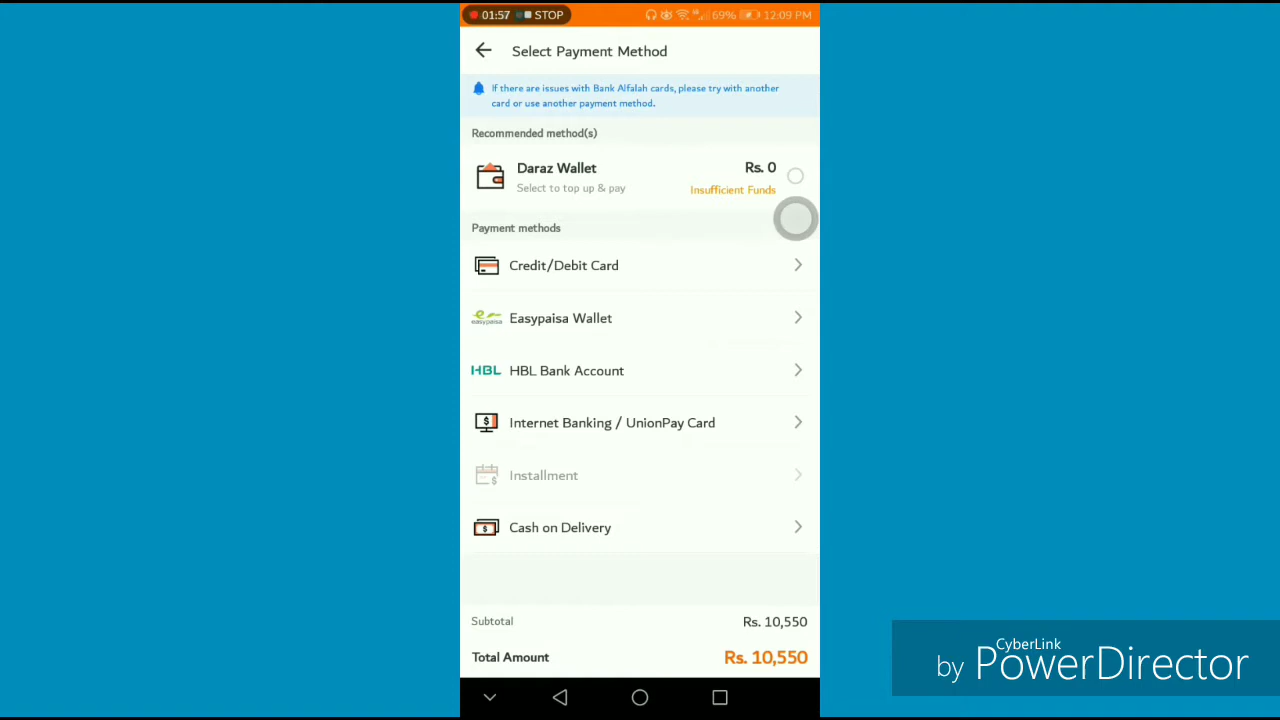 01:57 STOP 69% 12:09 PM
Select Payment Method
If there are issues with Bank Alfalah cards, please try with another
card or use another payment method.
Recommended method(s)
Daraz Wallet Rs. 0
Select to top up & pay Insufficient Funds
Payment methods
Credit/Debit Card
easypaisa Easypaisa Wallet
HBL HBL Bank Account
$ Internet Banking / UnionPay Card
$ Installment
$ Cash on Delivery
Subtotal Rs. 10,550
Total Amount Rs. 10,550
CyberLink
by PowerDirector